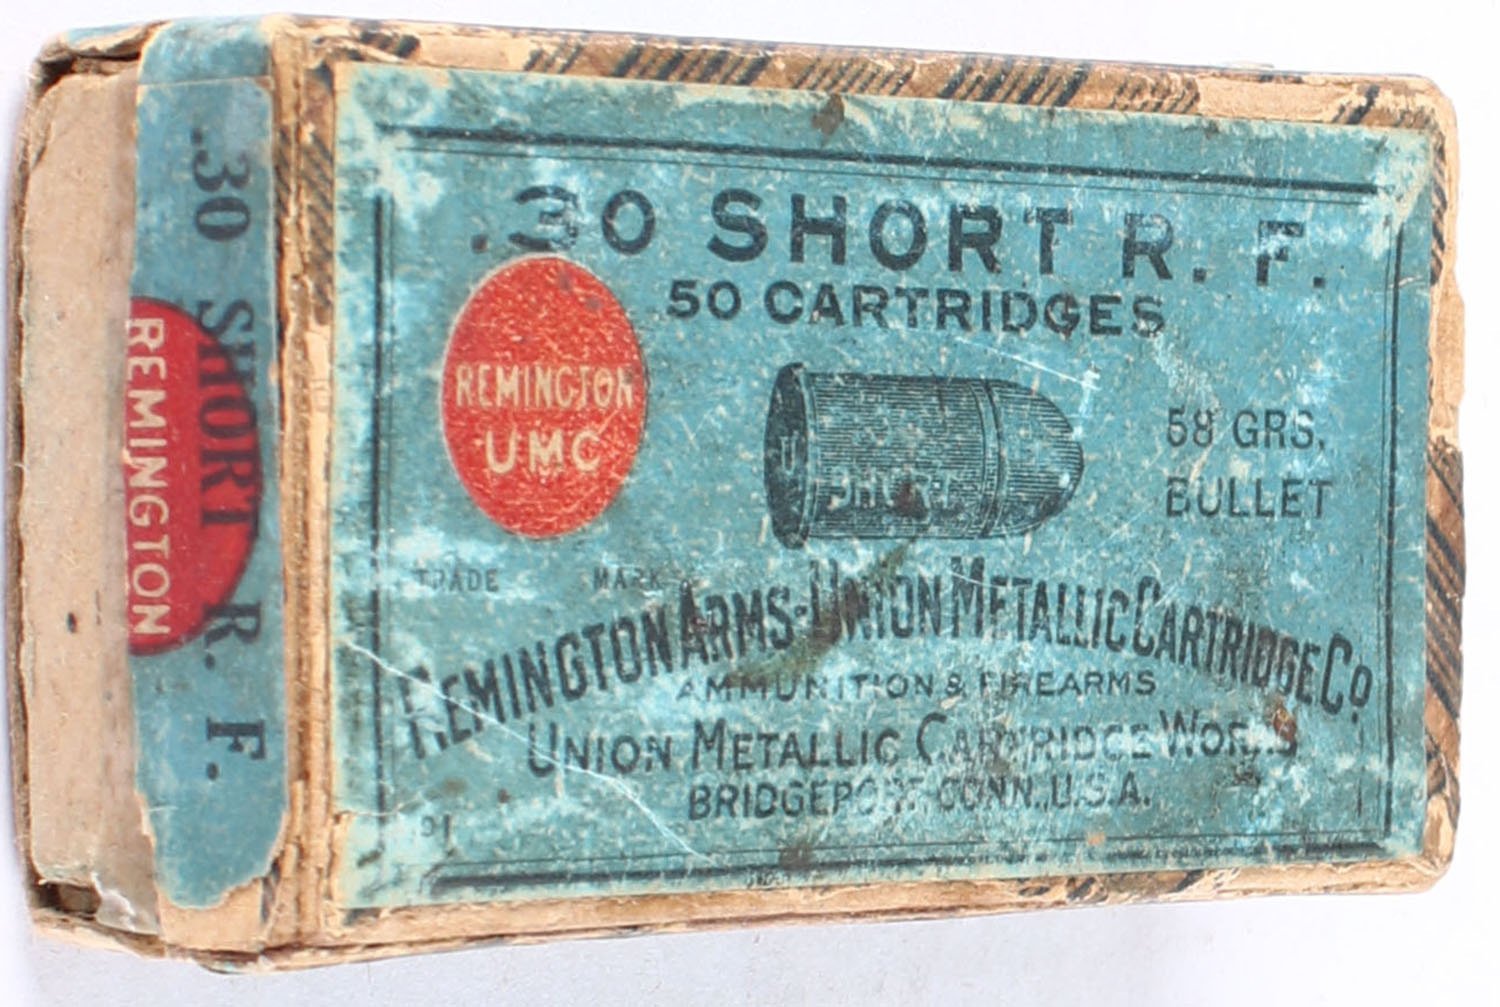 .30 SHORT R. F.
50 CARTRIDGES
REMINGTON
UMC
U
SHORT
58 GRS.
BULLET
TRADE MARK
REMINGTON ARMS-UNION METALLIC CARTRIDGE CO.
AMMUNITION & FIREARMS
UNION METALLIC CARTRIDGE WORKS
BRIDGEPORT, CONN., U.S.A.
.30 SHORT R. F.
REMINGTON